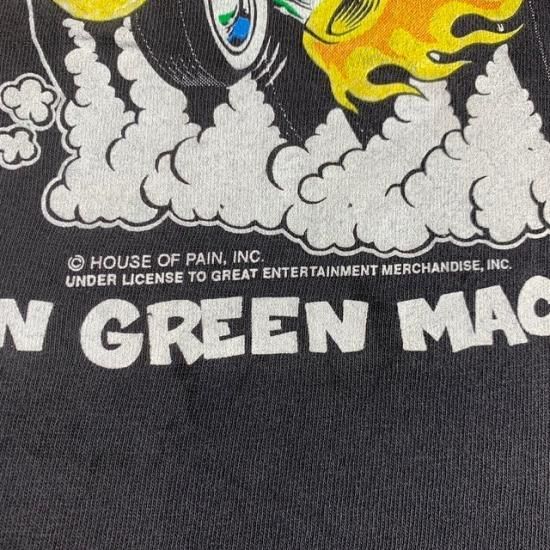 © HOUSE OF PAIN, INC.
UNDER LICENSE TO GREAT ENTERTAINMENT MERCHANDISE, INC.
N GREEN MAC